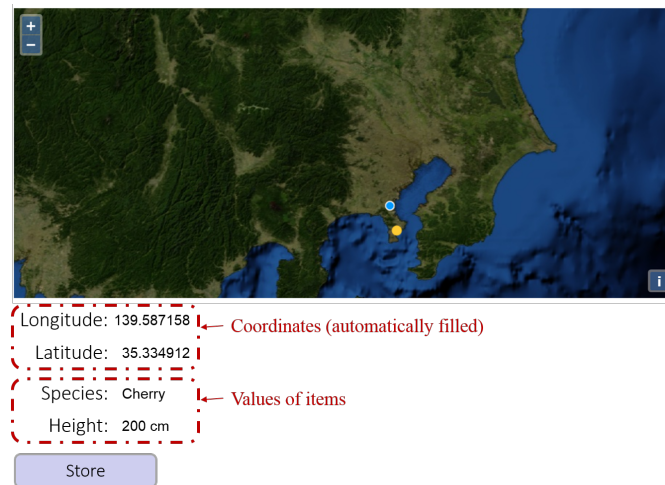 +
−
i
Longitude: 139.587158
Coordinates (automatically filled)
Latitude: 35.334912
Species: Cherry
Values of items
Height: 200 cm
Store